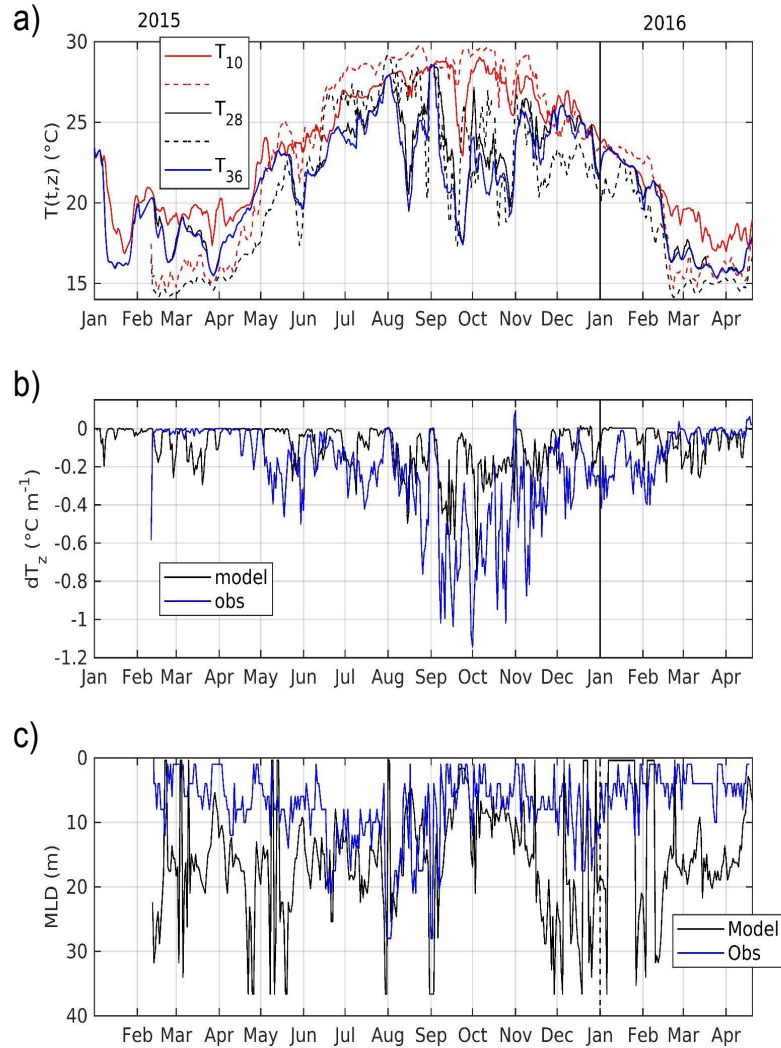 a)
2015
2016
30
25
20
15
T(t,z) (°C)
T10
T28
T36
Jan Feb Mar Apr May Jun Jul Aug Sep Oct Nov Dec Jan Feb Mar Apr
b)
0
-0.2
-0.4
-0.6
-0.8
-1
-1.2
dTz (°C m-1)
model
obs
Jan Feb Mar Apr May Jun Jul Aug Sep Oct Nov Dec Jan Feb Mar Apr
c)
0
10
20
30
40
MLD (m)
Model
Obs
Feb Mar Apr May Jun Jul Aug Sep Oct Nov Dec Jan Feb Mar Apr